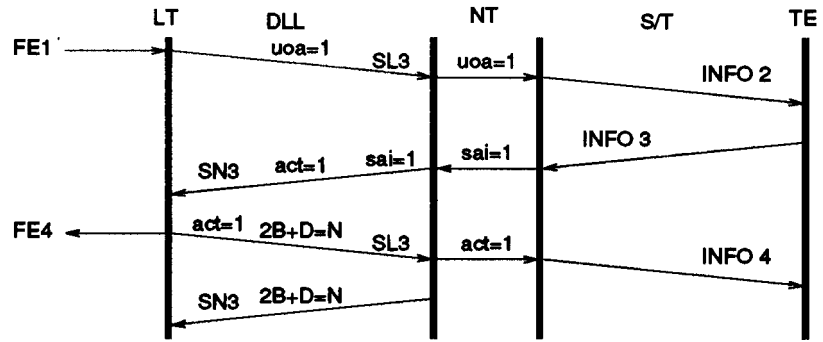 LT DLL NT S/T TE
FE1 uoa=1 SL3 uoa=1 INFO 2
SN3 act=1 sai=1 sai=1 INFO 3
FE4 act=1 2B+D=N SL3 act=1 INFO 4
SN3 2B+D=N